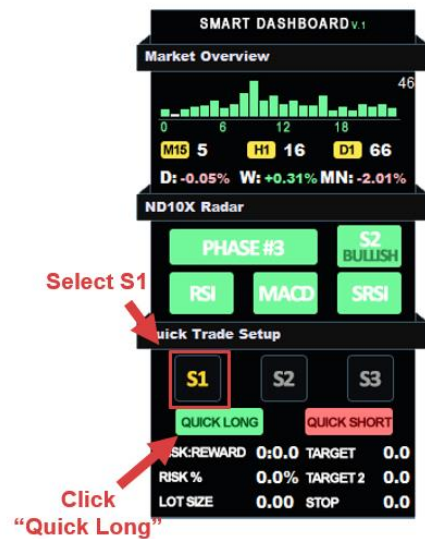 SMART DASHBOARD V.1
Market Overview
46
0 6 12 18
M15 5 H1 16 D1 66
D: -0.05% W: +0.31% MN: -2.01%
ND10X Radar
PHASE #3 S2
BULLISH
RSI MACD SRSI
Select S1
uick Trade Setup
S1 S2 S3
QUICK LONG QUICK SHORT
SK:REWARD 0:0.0 TARGET 0.0
RISK % 0.0% TARGET 2 0.0
LOT SIZE 0.00 STOP 0.0
Click
“Quick Long”